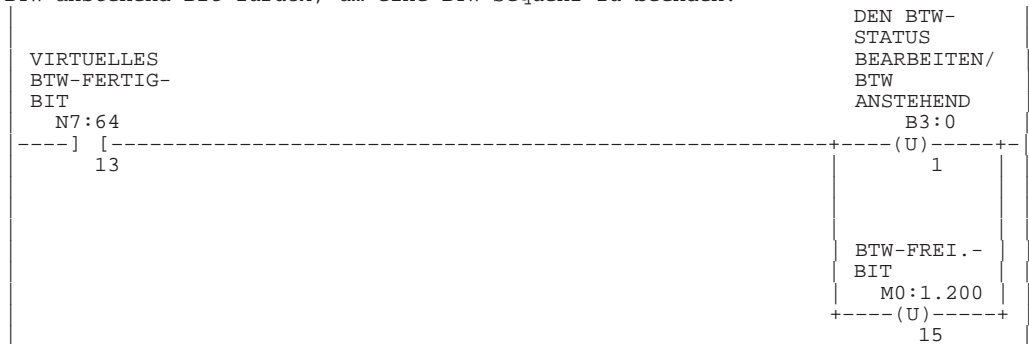 BTW-anstehend-Bit zurück, um eine BTW-Sequenz zu beenden.
DEN BTW-
STATUS
VIRTUELLES BEARBEITEN/
BTW-FERTIG- BTW
BIT ANSTEHEND
N7:64 B3:0
----] [----------------------------------------------------------+----(U)-----+-
13 1
BTW-FREI.-
BIT
M0:1.200
+----(U)-----+
15